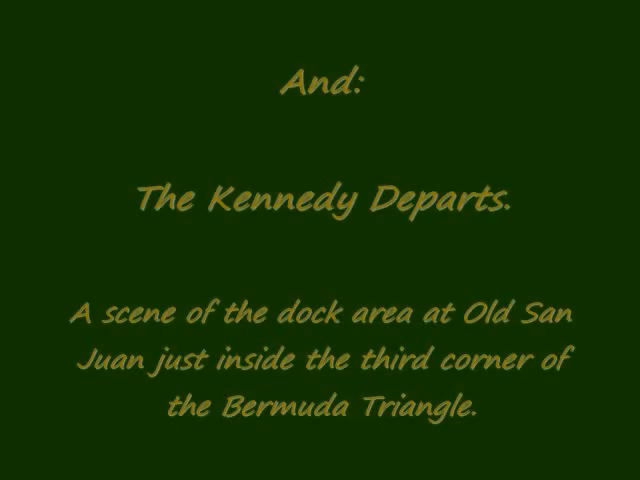 And:
The Kennedy Departs.
A scene of the dock area at Old San
Juan just inside the third corner of
the Bermuda Triangle.